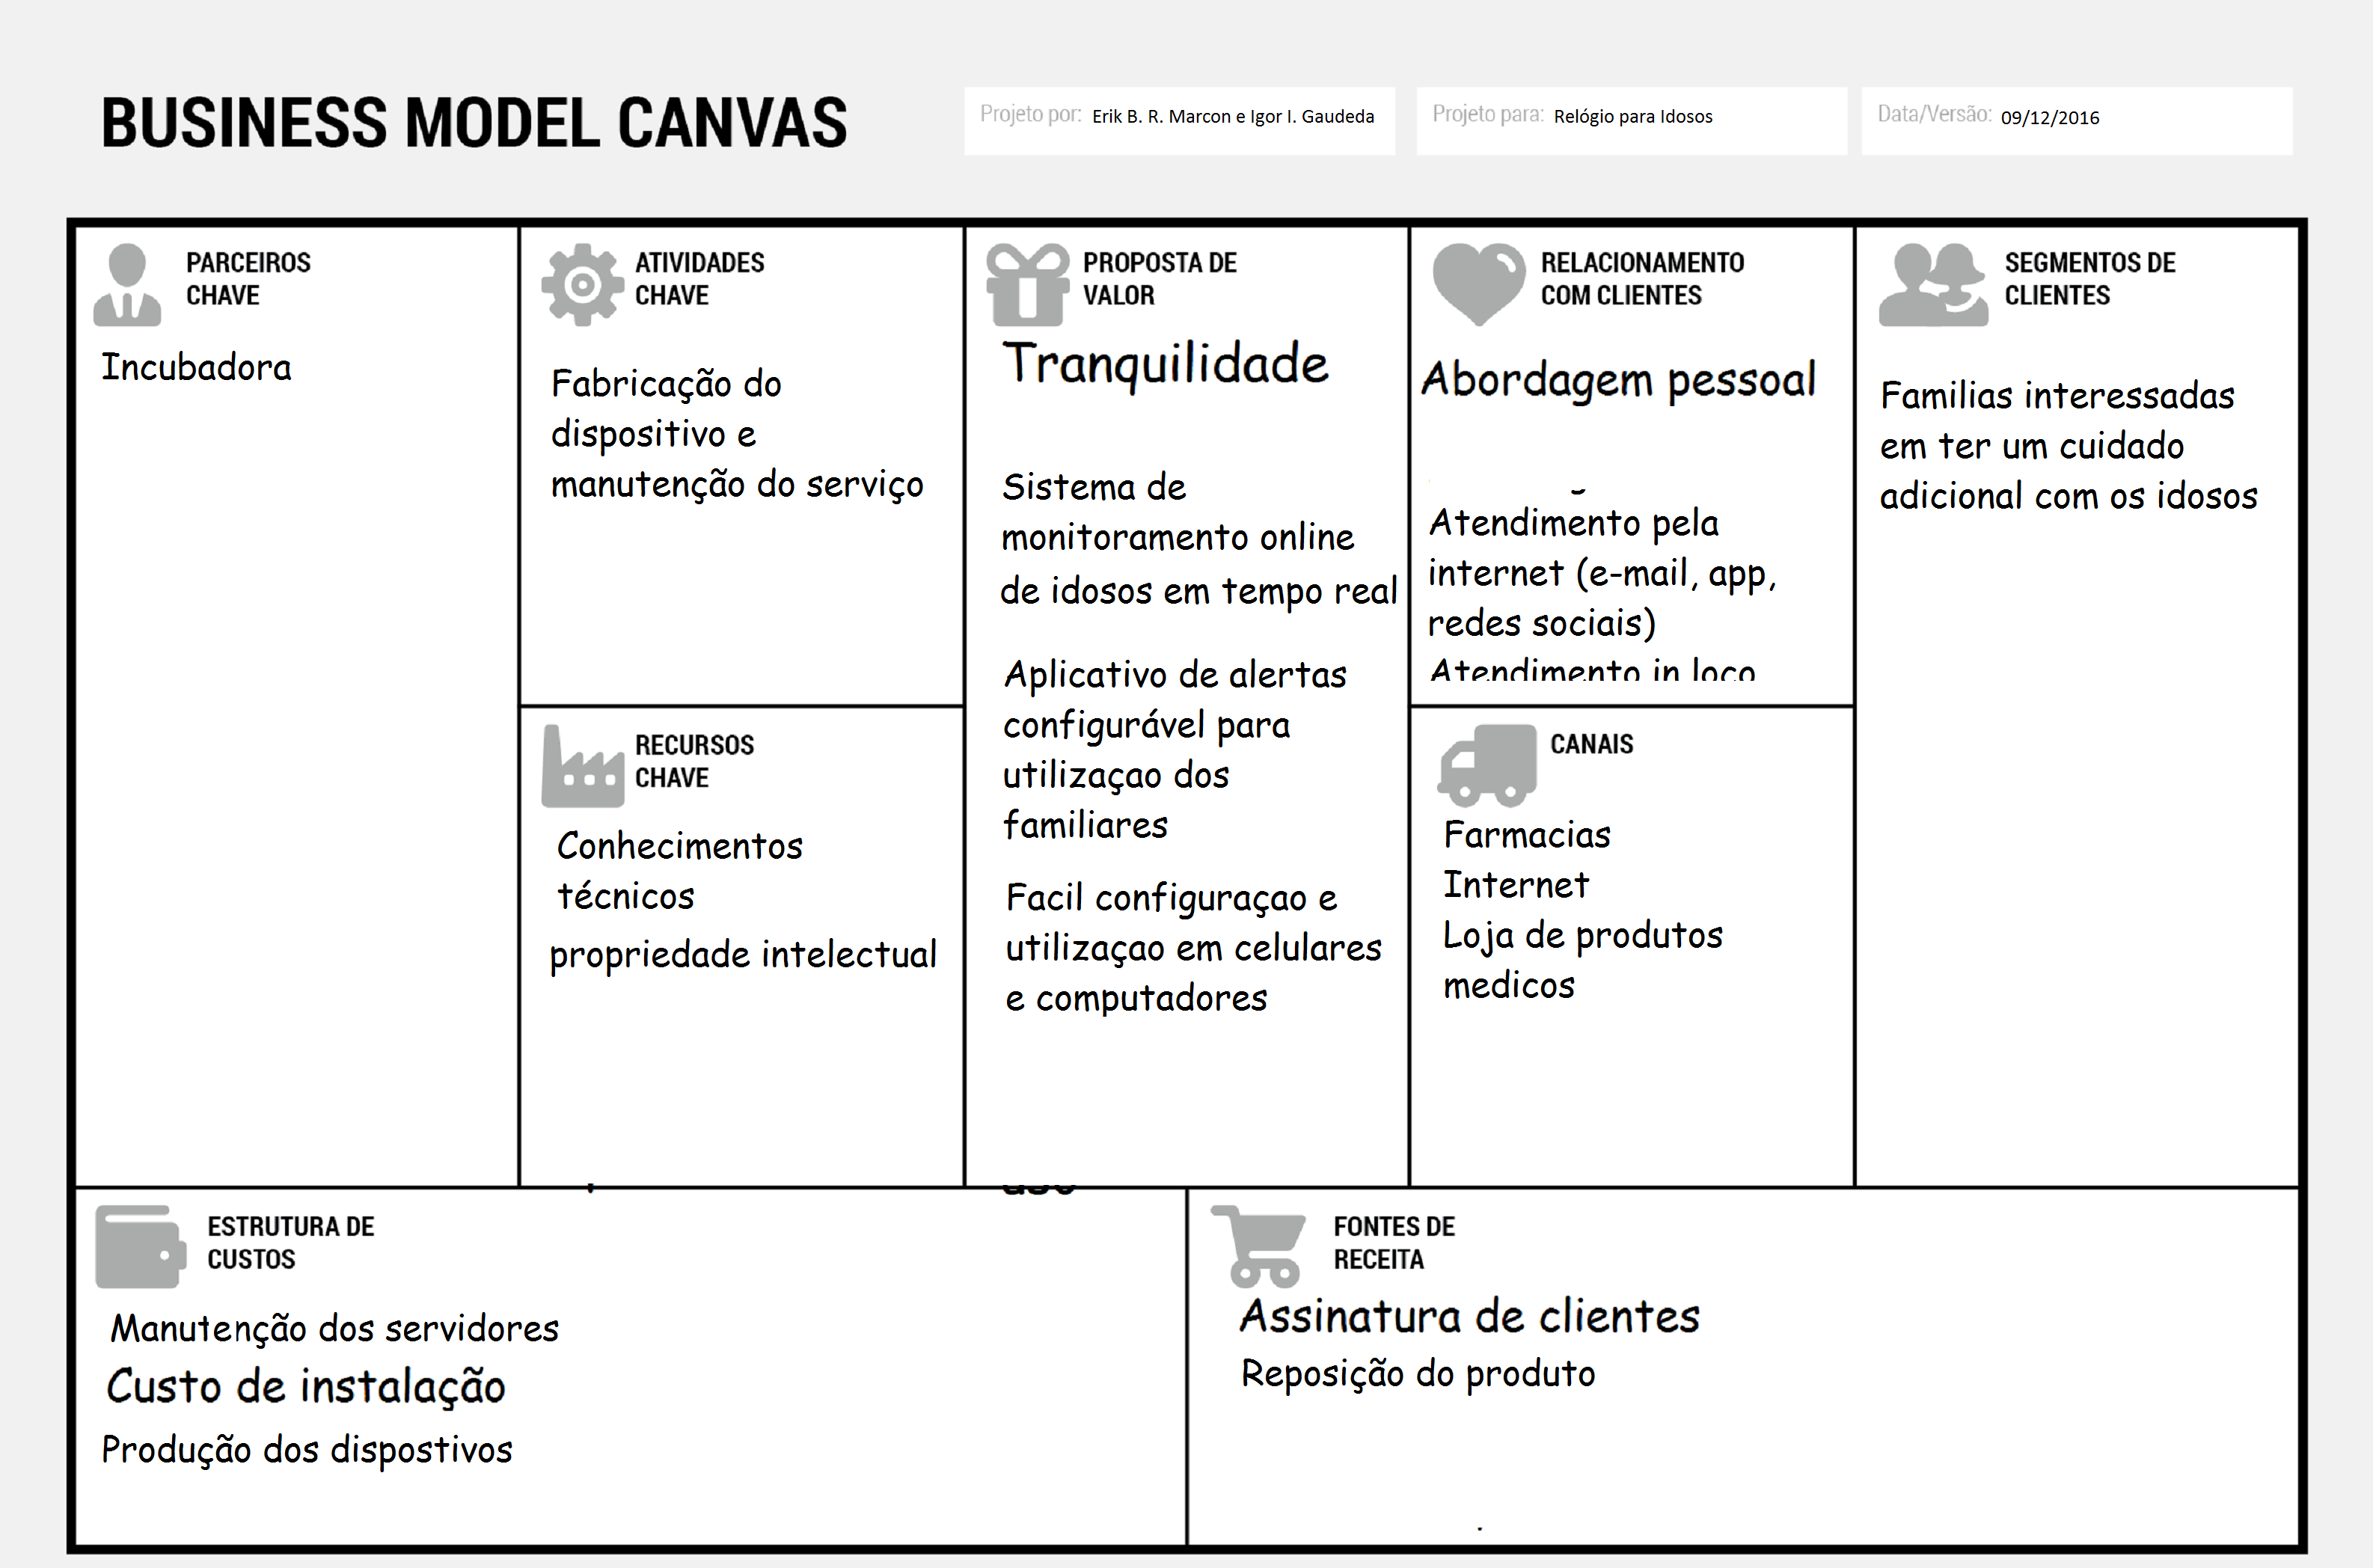 BUSINESS MODEL CANVAS
Projeto por: Erik B. R. Marcon e Igor I. Gaudeda
Projeto para: Relógio para Idosos
Data/Versão: 09/12/2016
PARCEIROS
CHAVE
Incubadora
ATIVIDADES
CHAVE
Fabricação do
dispositivo e
manutenção do serviço
RECURSOS
CHAVE
Conhecimentos
técnicos
propriedade intelectual
PROPOSTA DE
VALOR
Tranquilidade
Sistema de
monitoramento online
de idosos em tempo real
Aplicativo de alertas
configurável para
utilizaçao dos
familiares
Facil configuraçao e
utilizaçao em celulares
e computadores
RELACIONAMENTO
COM CLIENTES
Abordagem pessoal
Atendimento pela
internet (e-mail, app,
redes sociais)
Atendimento in loco
CANAIS
Farmacias
Internet
Loja de produtos
medicos
SEGMENTOS DE
CLIENTES
Familias interessadas
em ter um cuidado
adicional com os idosos
ESTRUTURA DE
CUSTOS
Manutenção dos servidores
Custo de instalação
Produção dos dispostivos
FONTES DE
RECEITA
Assinatura de clientes
Reposição do produto